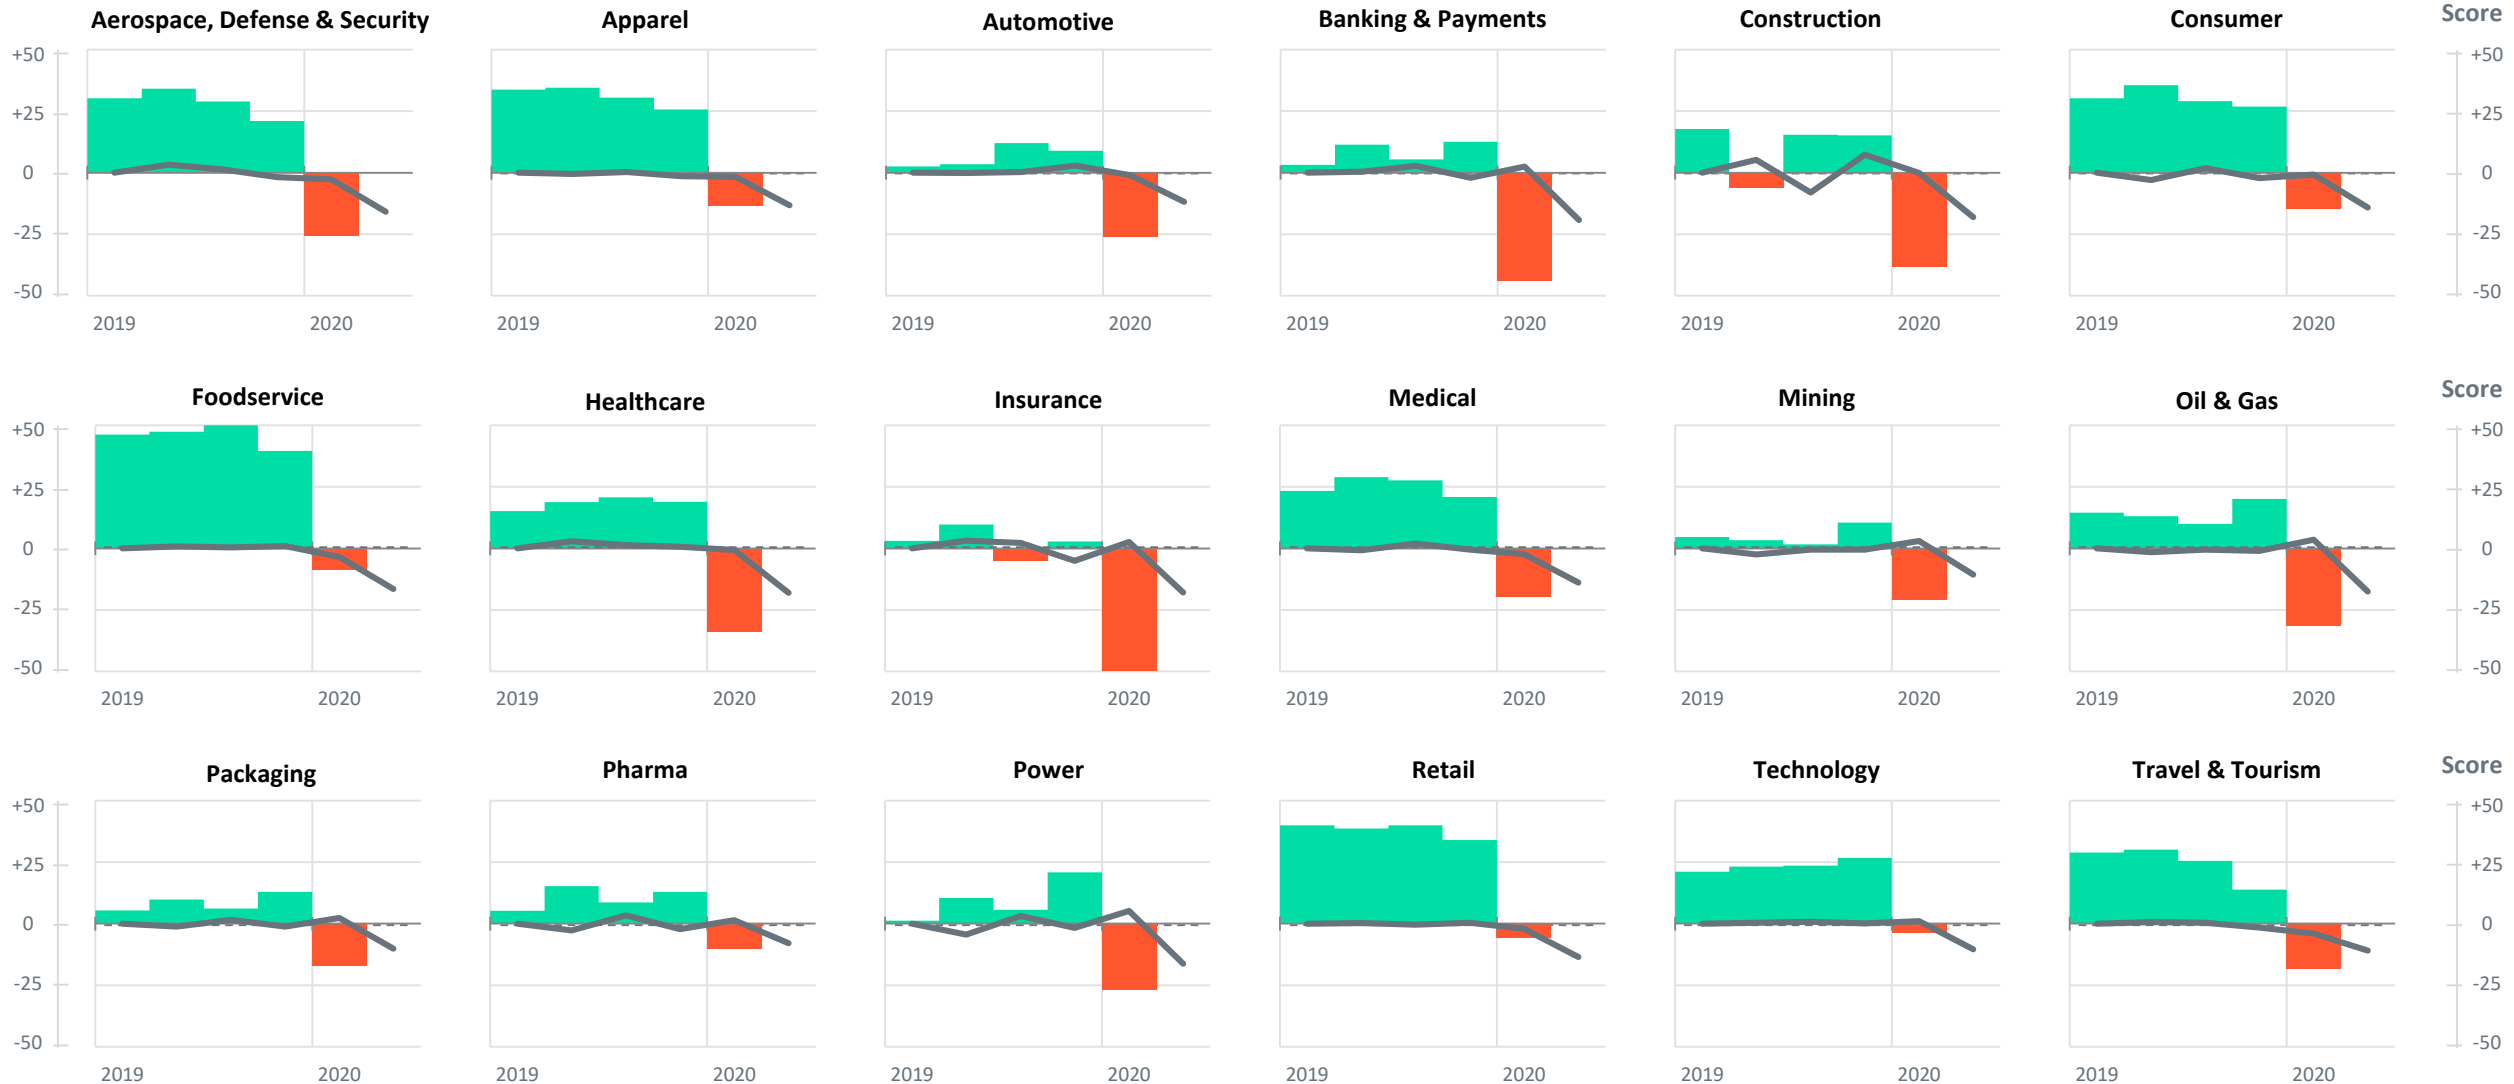 Aerospace, Defense & Security Apparel Automotive Banking & Payments Construction Consumer Score
+50 +50
+25 +25
0 0
-25 -25
-50 -50
2019 2020 2019 2020 2019 2020 2019 2020 2019 2020 2019 2020
Foodservice Healthcare Insurance Medical Mining Oil & Gas Score
+50 +50
+25 +25
0 0
-25 -25
-50 -50
2019 2020 2019 2020 2019 2020 2019 2020 2019 2020 2019 2020
Packaging Pharma Power Retail Technology Travel & Tourism Score
+50 +50
+25 +25
0 0
-25 -25
-50 -50
2019 2020 2019 2020 2019 2020 2019 2020 2019 2020 2019 2020